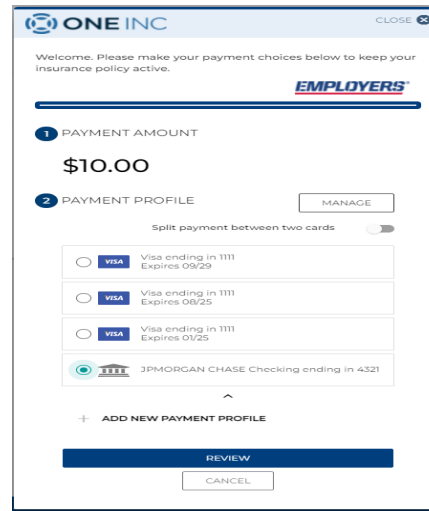 ONE INC
CLOSE
Welcome. Please make your payment choices below to keep your
insurance policy active.
EMPLOYERS®
1 PAYMENT AMOUNT
$10.00
2 PAYMENT PROFILE
MANAGE
Split payment between two cards
VISA
Visa ending in 1111
Expires 09/29
VISA
Visa ending in 1111
Expires 08/25
VISA
Visa ending in 1111
Expires 01/25
JPMORGAN CHASE Checking ending in 4321
+ ADD NEW PAYMENT PROFILE
REVIEW
CANCEL